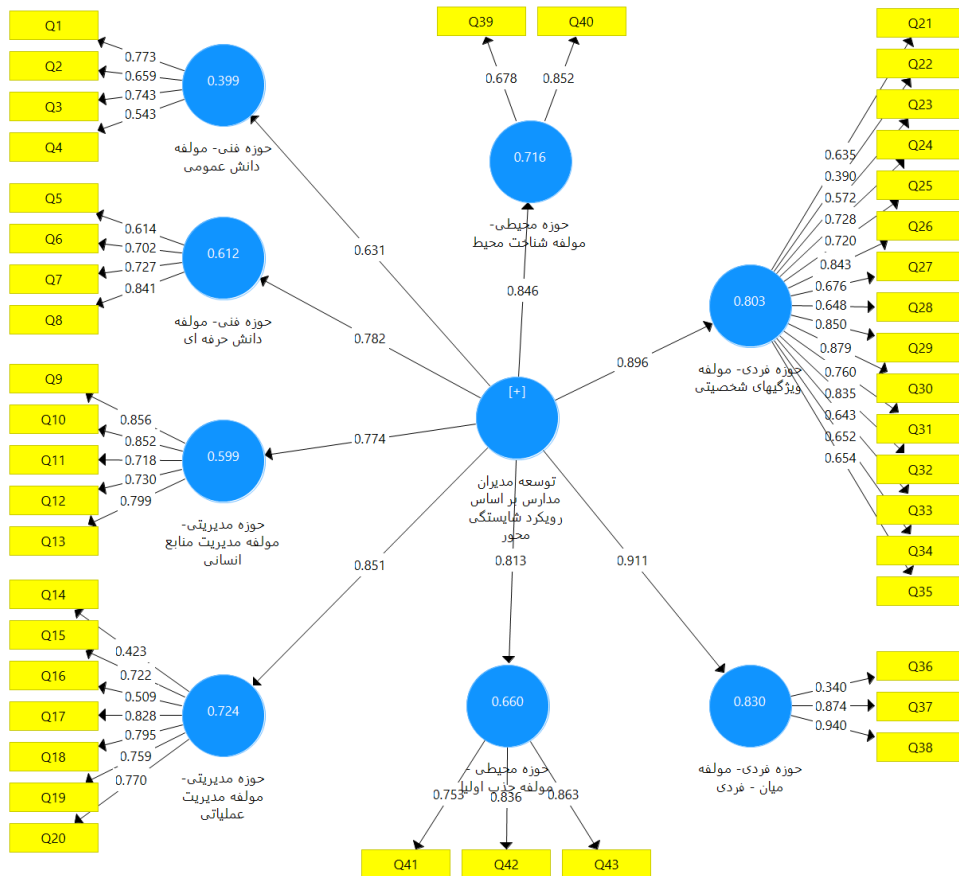 Q1
Q2
Q3
Q4
0.773
0.659
0.743
0.543
0.399
حوزه فنی- مولفه
دانش عمومی
Q5
Q6
Q7
Q8
0.614
0.702
0.727
0.841
0.612
حوزه فنی- مولفه
دانش حرفه ای
Q9
Q10
Q11
Q12
Q13
0.856
0.852
0.718
0.730
0.799
0.599
حوزه مدیریتی-
مولفه مدیریت منابع
انسانی
Q14
Q15
Q16
Q17
Q18
Q19
Q20
0.423
0.722
0.509
0.828
0.795
0.759
0.770
0.724
حوزه مدیریتی-
مولفه مدیریت
عملیاتی
Q39
Q40
0.678
0.852
0.716
حوزه محیطی-
مولفه شناخت محیط
0.631
0.782
0.774
0.851
0.846
0.896
0.813
0.911
[+]
توسعه مدیران
مدارس بر اساس
رویکرد شایستگی
محور
0.660
حوزه محیطی -
مولفه جذب اولیا
0.753
0.836
0.863
Q41
Q42
Q43
0.803
حوزه فردی- مولفه
ویژگیهای شخصیتی
0.635
0.390
0.572
0.728
0.720
0.843
0.676
0.648
0.850
0.879
0.760
0.835
0.643
0.652
0.654
Q21
Q22
Q23
Q24
Q25
Q26
Q27
Q28
Q29
Q30
Q31
Q32
Q33
Q34
Q35
0.830
حوزه فردی- مولفه
میان - فردی
0.340
0.874
0.940
Q36
Q37
Q38